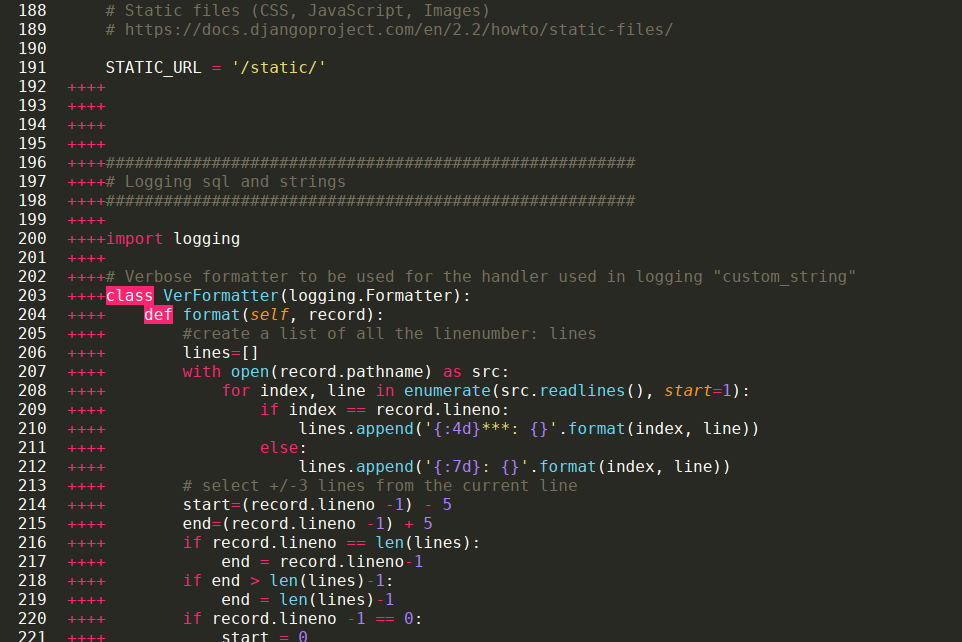 188      # Static files (CSS, JavaScript, Images)
189      # https://docs.djangoproject.com/en/2.2/howto/static-files/
190
191      STATIC_URL = '/static/'
192  ++++
193  ++++
194  ++++
195  ++++
196  ++++#######################################################
197  ++++# Logging sql and strings
198  ++++#######################################################
199  ++++
200  ++++import logging
201  ++++
202  ++++# Verbose formatter to be used for the handler used in logging "custom_string"
203  ++++class VerFormatter(logging.Formatter):
204  ++++    def format(self, record):
205  ++++        #create a list of all the linenumber: lines
206  ++++        lines=[]
207  ++++        with open(record.pathname) as src:
208  ++++            for index, line in enumerate(src.readlines(), start=1):
209  ++++                if index == record.lineno:
210  ++++                    lines.append('{:4d}***: {}'.format(index, line))
211  ++++                else:
212  ++++                    lines.append('{:7d}: {}'.format(index, line))
213  ++++        # select +/-3 lines from the current line
214  ++++        start=(record.lineno -1) - 5
215  ++++        end=(record.lineno -1) + 5
216  ++++        if record.lineno == len(lines):
217  ++++            end = record.lineno-1
218  ++++        if end > len(lines)-1:
219  ++++            end = len(lines)-1
220  ++++        if record.lineno -1 == 0:
221  ++++            start = 0